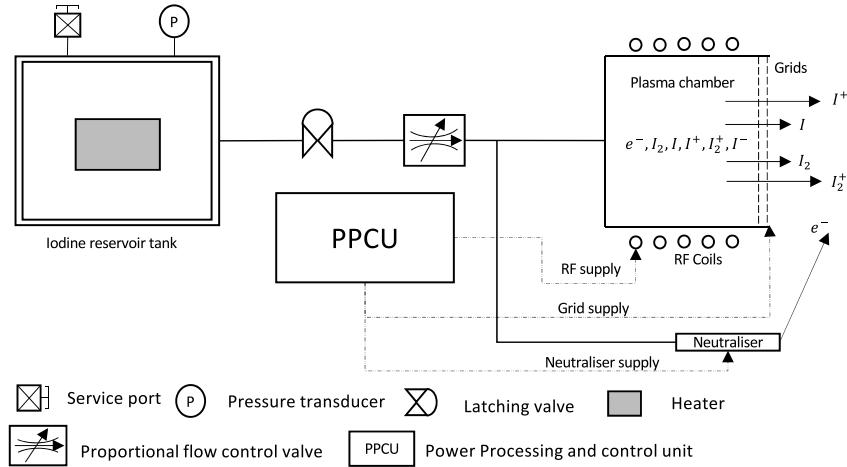 P
Grids
Plasma chamber
I⁺
I
e⁻, I₂, I, I⁺, I₂⁺, I⁻
I₂
I₂⁺
e⁻
PPCU
Iodine reservoir tank
RF supply
RF Coils
Grid supply
Neutraliser
Neutraliser supply
Service port
P
Pressure transducer
Latching valve
Heater
Proportional flow control valve
PPCU
Power Processing and control unit